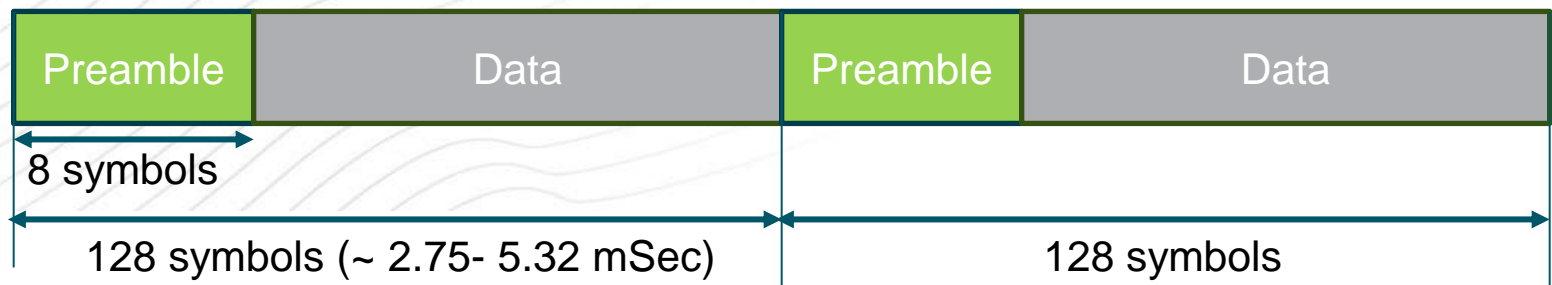 Preamble Data Preamble Data
8 symbols
128 symbols (~ 2.75- 5.32 mSec) 128 symbols